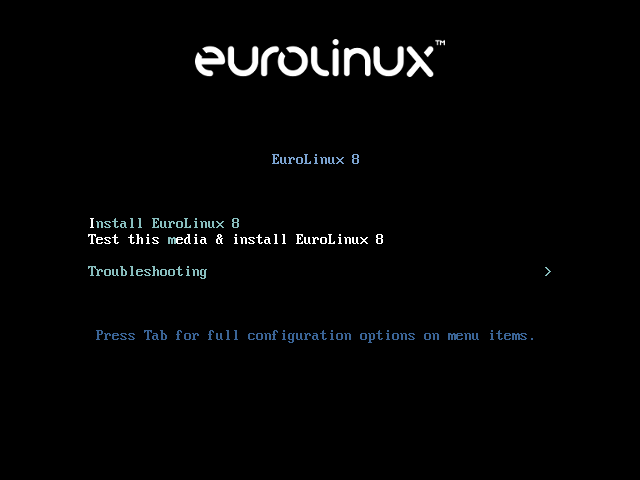 eurolinux™
EuroLinux 8
Install EuroLinux 8
Test this media & install EuroLinux 8
Troubleshooting >
Press Tab for full configuration options on menu items.